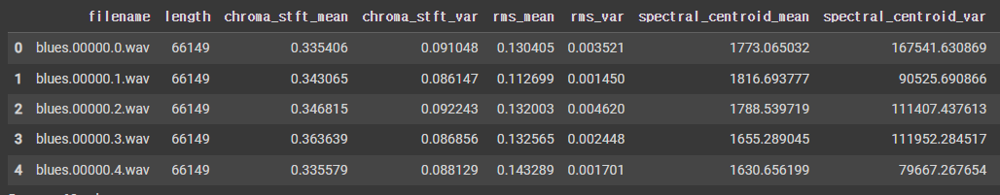 filename length chroma_stft_mean chroma_stft_var rms_mean rms_var spectral_centroid_mean spectral_centroid_var
0 blues.00000.0.wav 66149 0.335406 0.091048 0.130405 0.003521 1773.065032 167541.630869
1 blues.00000.1.wav 66149 0.343065 0.086147 0.112699 0.001450 1816.693777 90525.690866
2 blues.00000.2.wav 66149 0.346815 0.092243 0.132003 0.004620 1788.539719 111407.437613
3 blues.00000.3.wav 66149 0.363639 0.086856 0.132565 0.002448 1655.289045 111952.284517
4 blues.00000.4.wav 66149 0.335579 0.088129 0.143289 0.001701 1630.656199 79667.267654